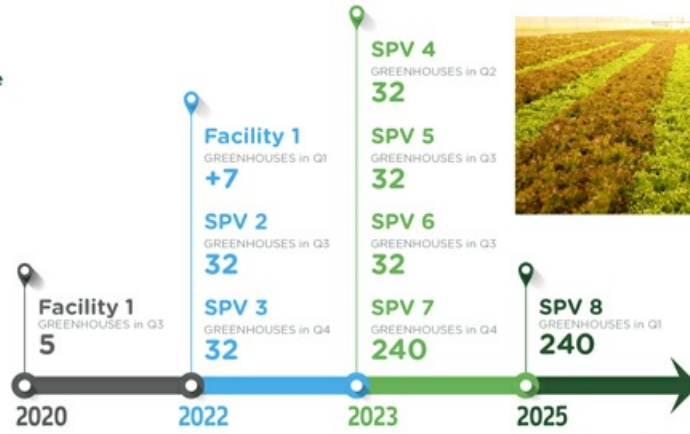 Facility 1
GREENHOUSES in Q3
5
2020
Facility 1
GREENHOUSES in Q1
+7
SPV 2
GREENHOUSES in Q3
32
SPV 3
GREENHOUSES in Q4
32
2022
SPV 4
GREENHOUSES in Q2
32
SPV 5
GREENHOUSES in Q3
32
SPV 6
GREENHOUSES in Q3
32
SPV 7
GREENHOUSES in Q4
240
2023
SPV 8
GREENHOUSES in Q1
240
2025